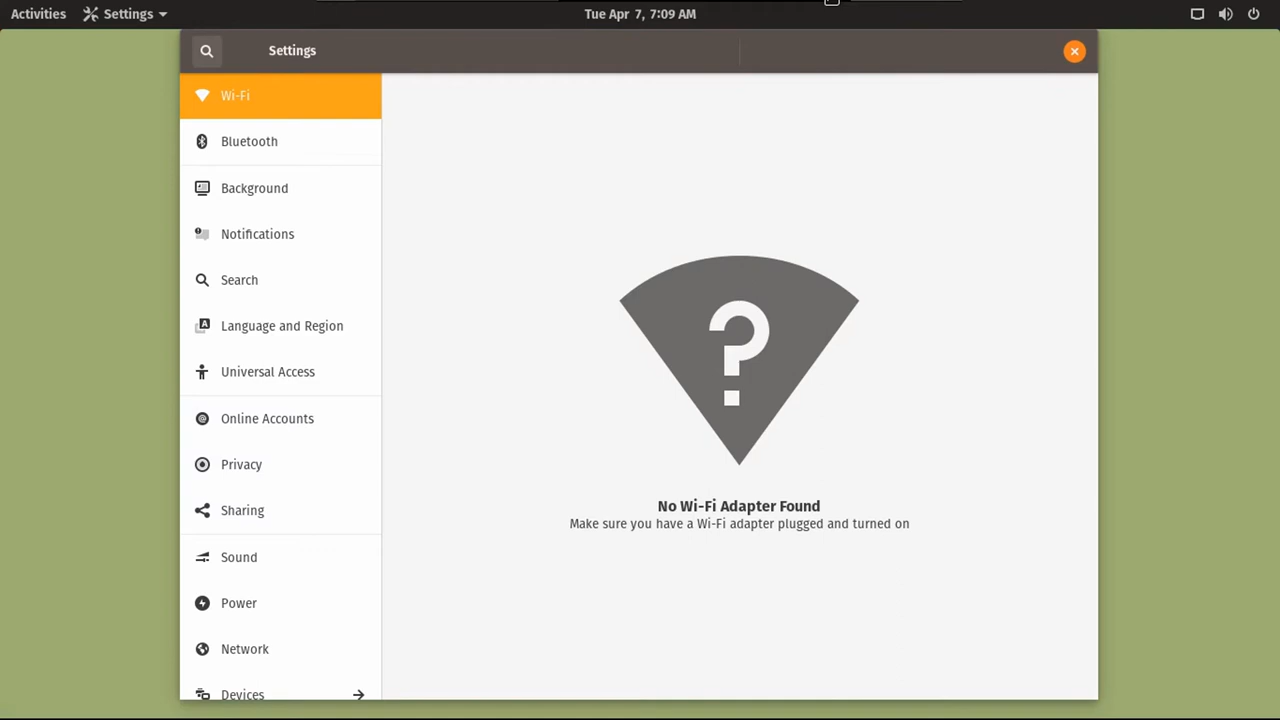 Activities
Settings
Tue Apr 7, 7:09 AM
Settings
Wi-Fi
Bluetooth
Background
Notifications
Search
Language and Region
Universal Access
Online Accounts
Privacy
Sharing
Sound
Power
Network
Devices
No Wi-Fi Adapter Found
Make sure you have a Wi-Fi adapter plugged and turned on